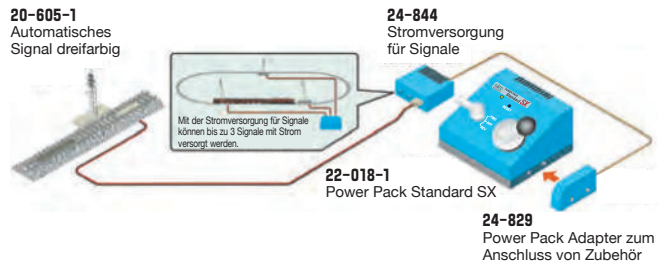 20-605-1
Automatisches
Signal dreifarbig
24-844
Stromversorgung
für Signale
Mit der Stromversorgung für Signale
können bis zu 3 Signale mit Strom
versorgt werden.
22-018-1
Power Pack Standard SX
24-829
Power Pack Adapter zum
Anschluss von Zubehör